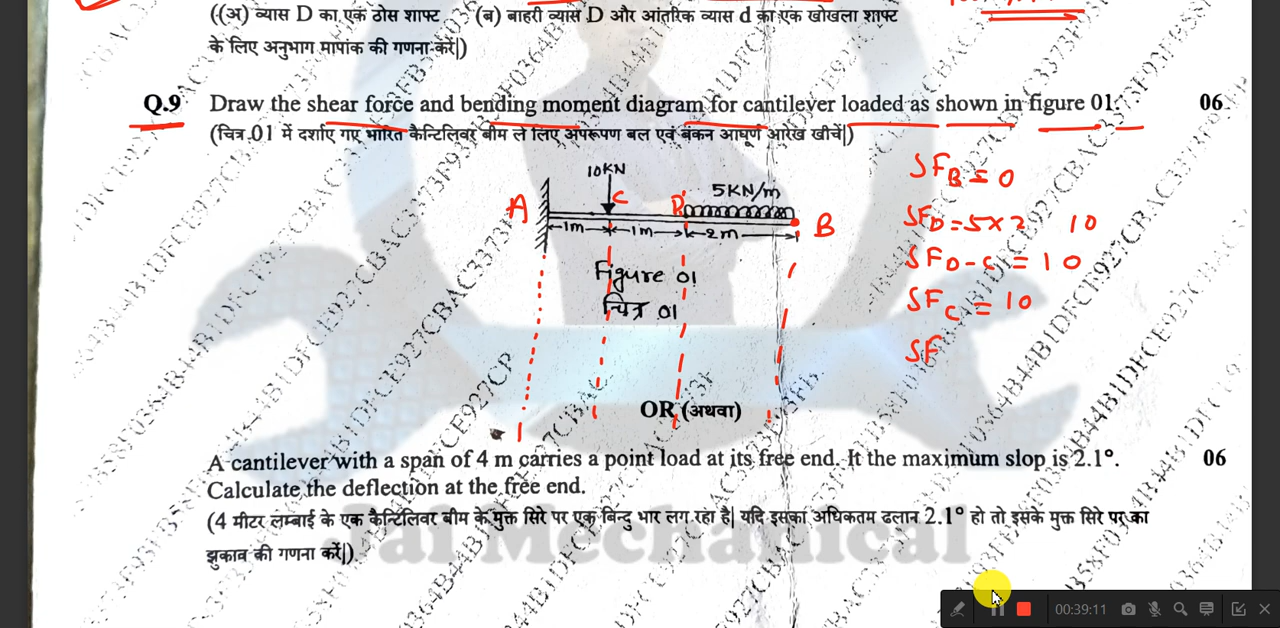 ((अ) व्यास D का एक ठोस शाफ्ट (ब) बाहरी व्यास D और आंतरिक व्यास d का एक खोखला शाफ्ट
के लिए अनुभाग मापांक की गणना करें|)
Q.9 Draw the shear force and bending moment diagram for cantilever loaded as shown in figure 01. 06
(चित्र 01 में दर्शाए गए भारित कैन्टिलिवर बीम ले लिए अपरूपण बल एवं बंकन आघूर्ण आरेख खीचें|)
10KN
A C D 5KN/m B
1m 1m 2m
Figure 01
चित्र 01
SFB = 0
SFD = 5×2 10
SFD-C = 10
SFC = 10
SF
OR (अथवा)
A cantilever with a span of 4 m carries a point load at its free end. It the maximum slop is 2.1°. 06
Calculate the deflection at the free end.
(4 मीटर लम्बाई के एक कैन्टिलिवर बीम के मुक्त सिरे पर एक बिन्दु भार लग रहा है| यदि इसका अधिकतम ढलान 2.1° हो तो इसके मुक्त सिरे पर का
झुकाव की गणना करें|)
Jai Mechanical
00:39:11